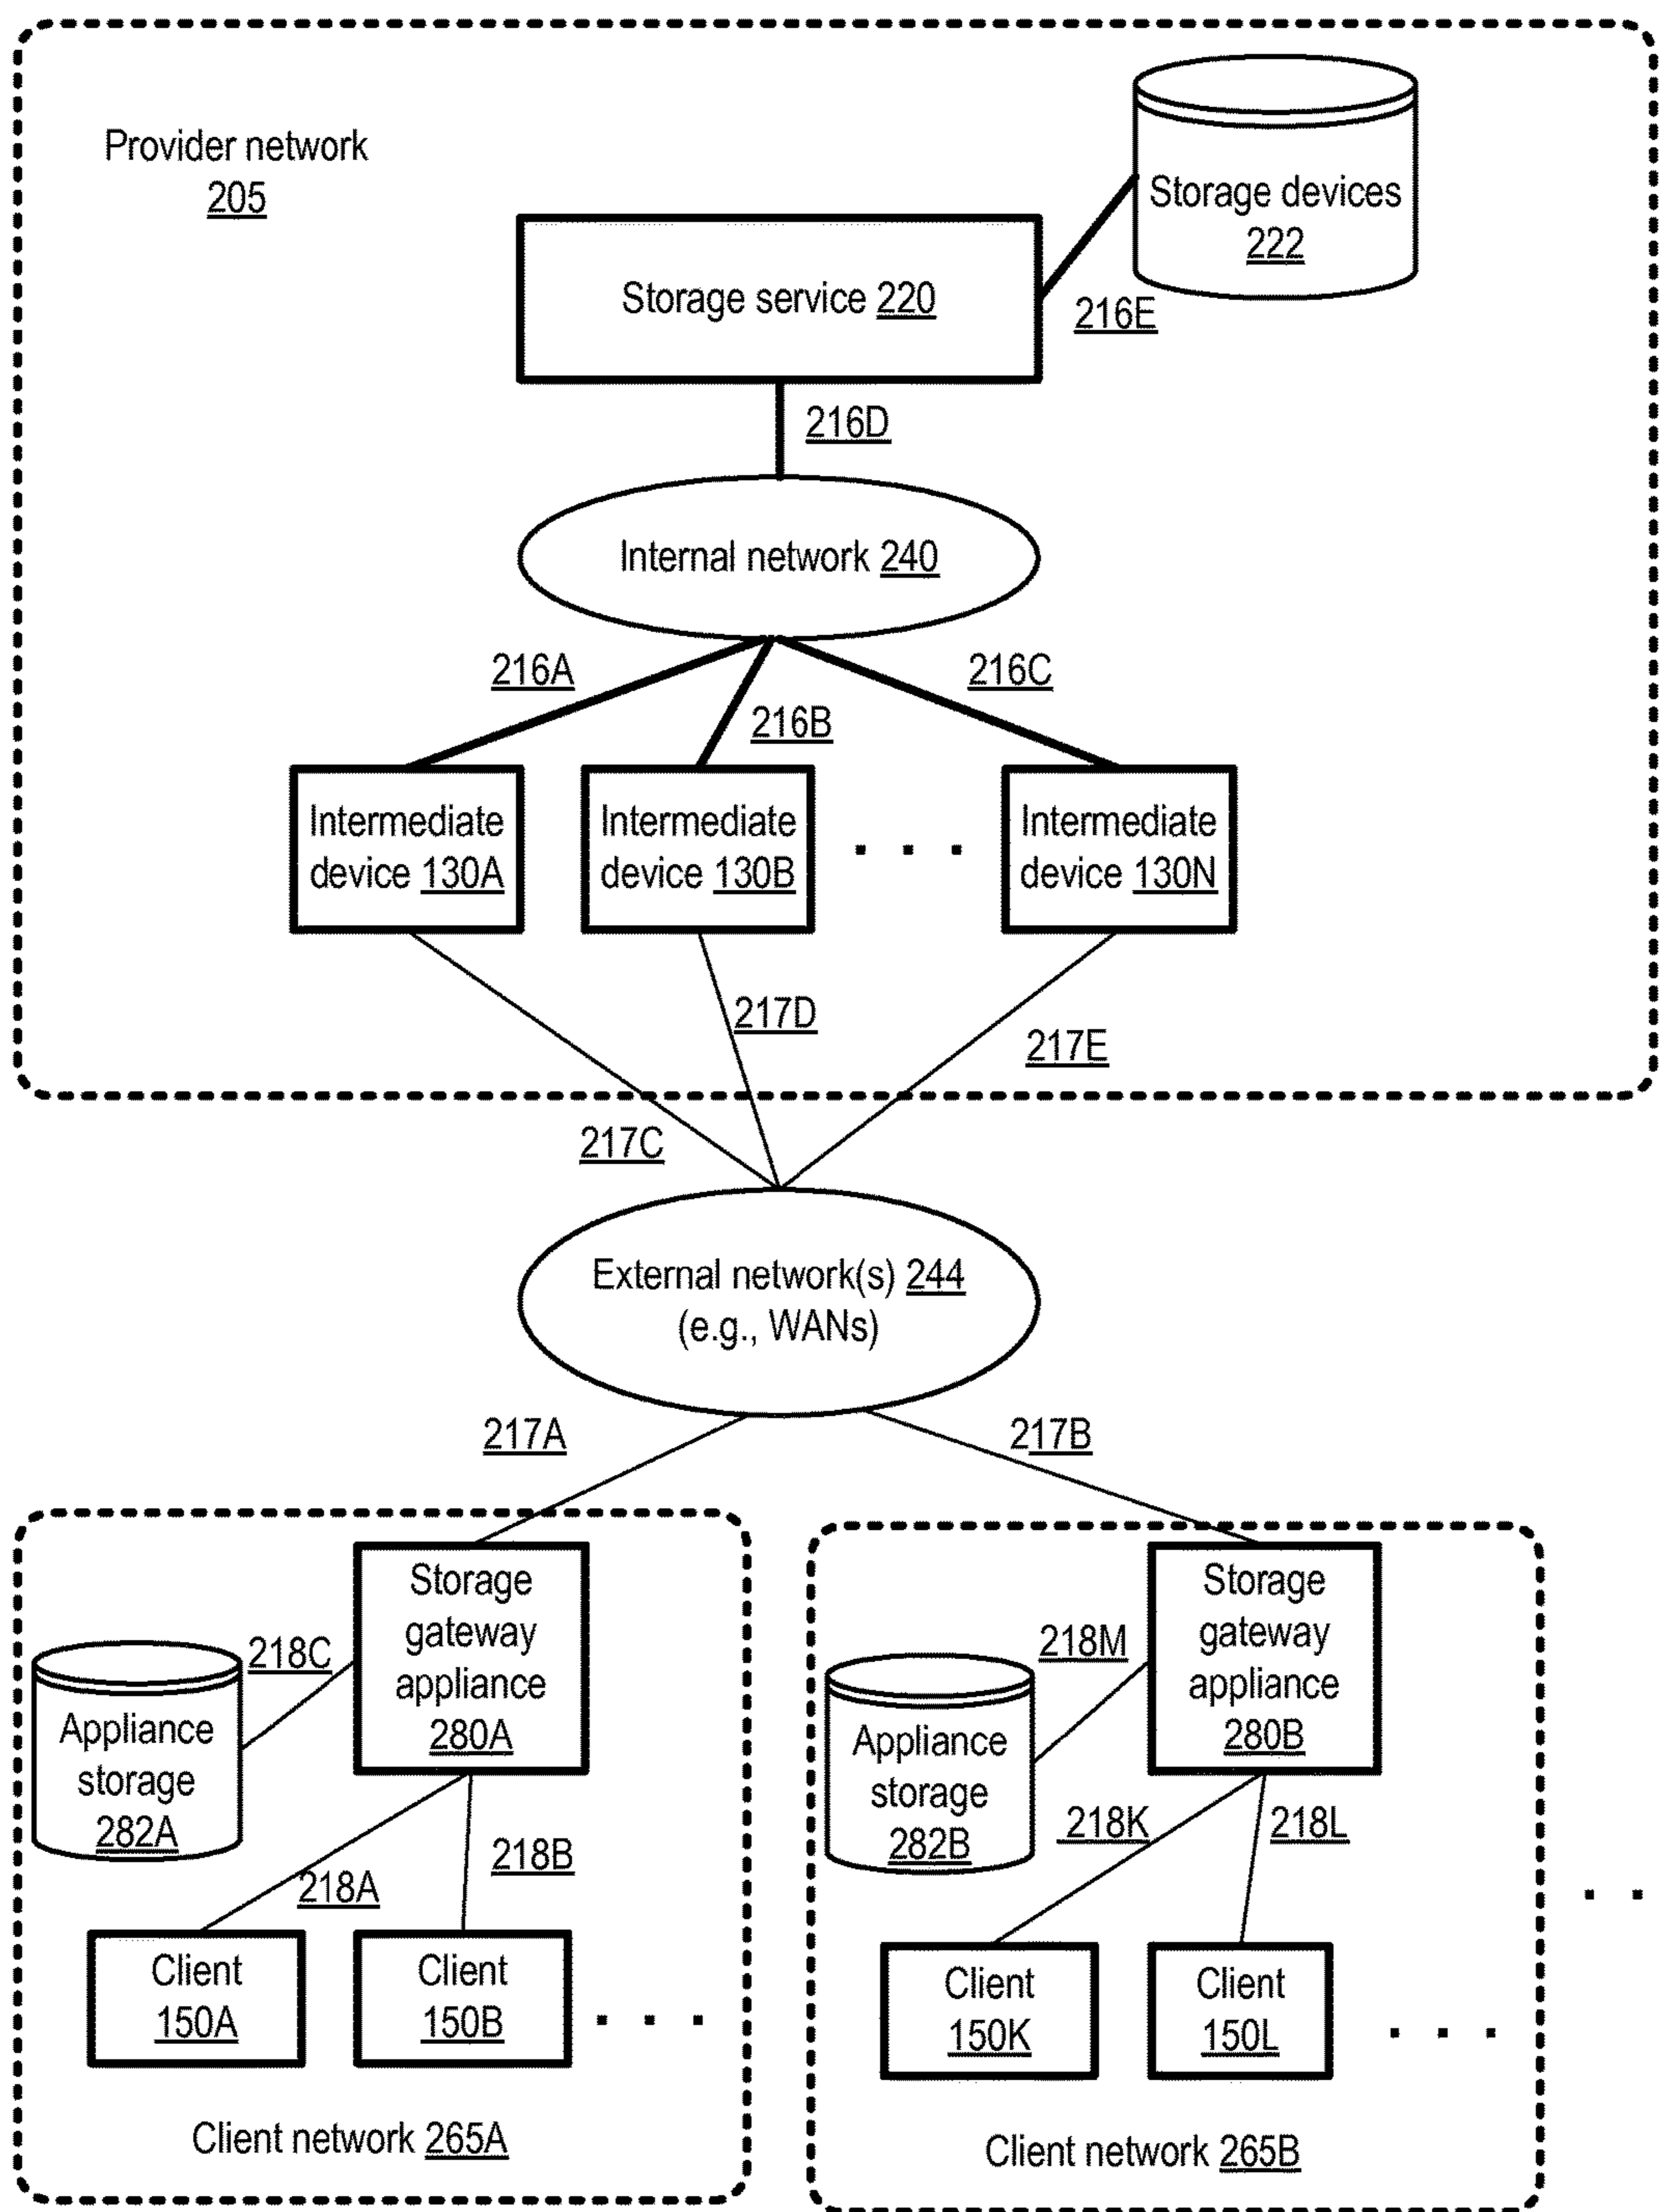 Provider network
205
Storage devices
222
Storage service 220
216E
216D
Internal network 240
216A
216C
216B
Intermediate
device 130A
Intermediate
device 130B
. . .
Intermediate
device 130N
217D
217E
217C
External network(s) 244
(e.g., WANs)
217A
217B
Storage
gateway
appliance
280A
218C
Appliance
storage
282A
218A
218B
Client
150A
Client
150B
. . .
Client network 265A
Storage
gateway
appliance
280B
218M
Appliance
storage
282B
218K
218L
Client
150K
Client
150L
. . .
Client network 265B
. .